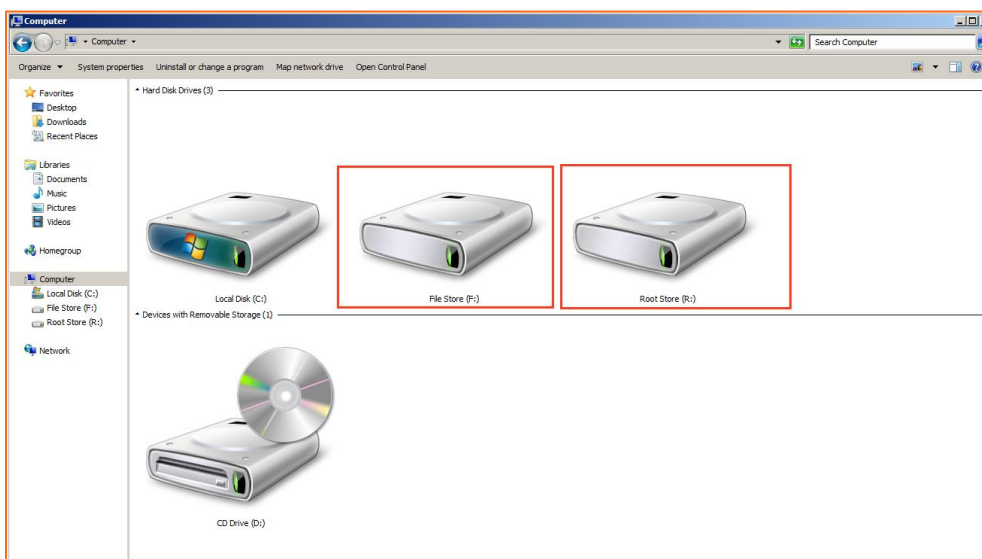 Computer
Computer
Search Computer
Organize System properties Uninstall or change a program Map network drive Open Control Panel
Favorites
Desktop
Downloads
Recent Places
Libraries
Documents
Music
Pictures
Videos
Homegroup
Computer
Local Disk (C:)
File Store (F:)
Root Store (R:)
Network
Hard Disk Drives (3)
Local Disk (C:)
File Store (F:)
Root Store (R:)
Devices with Removable Storage (1)
CD Drive (D:)